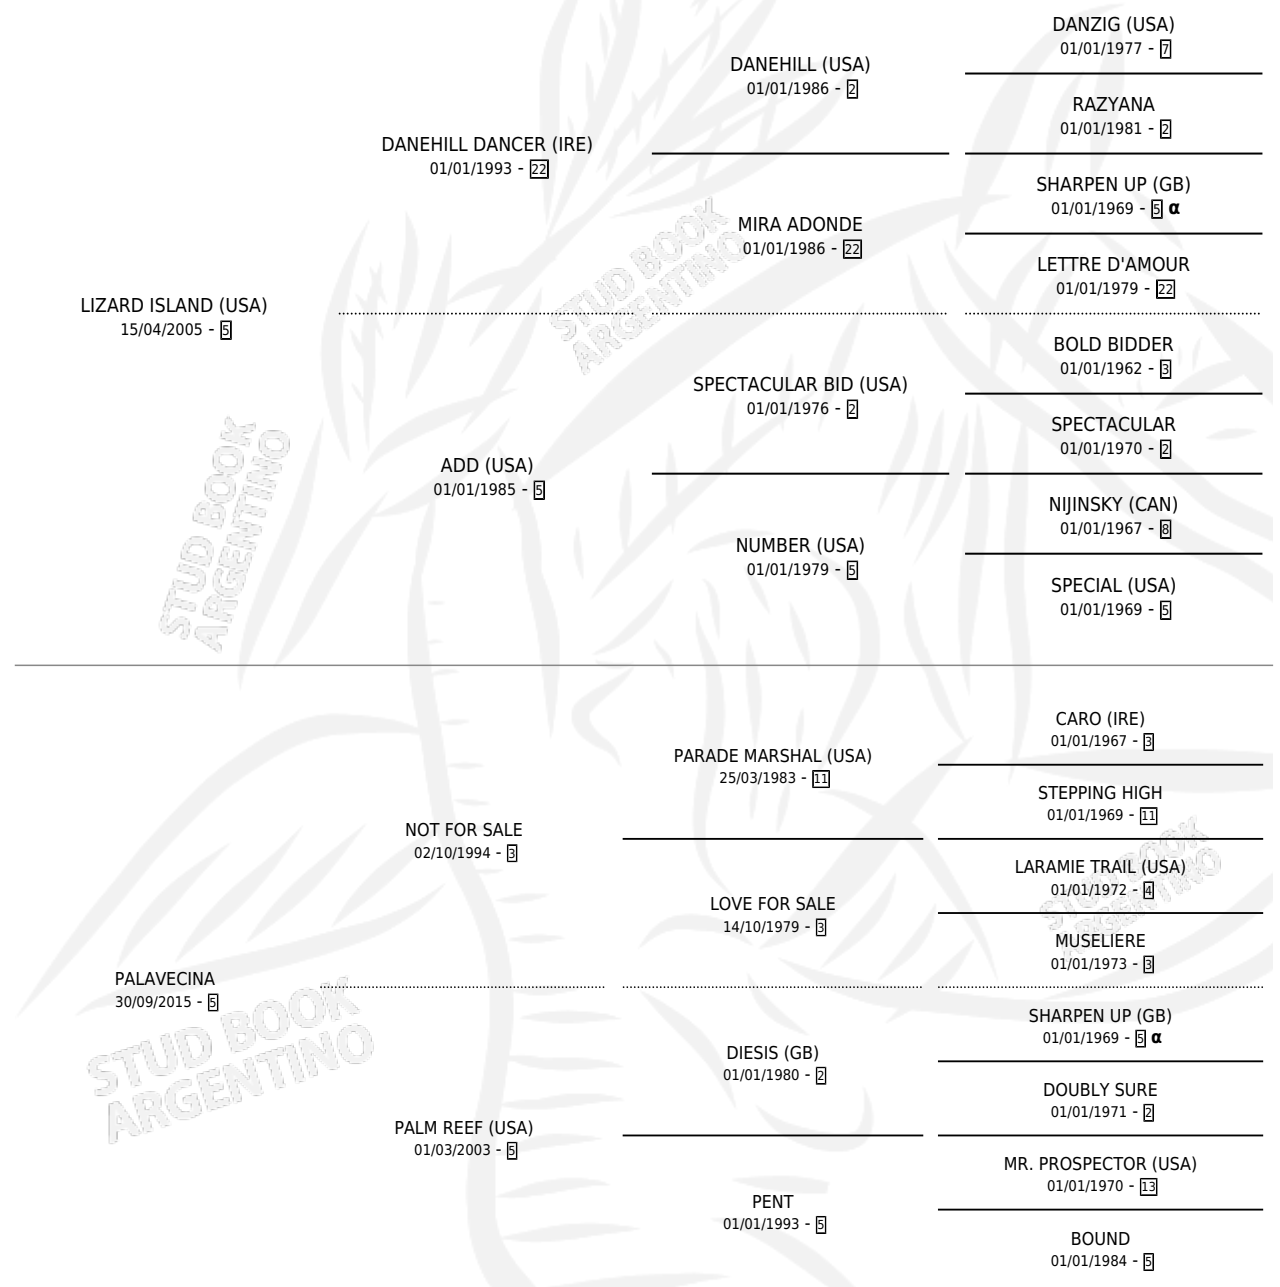 DANZIG (USA)
01/01/1977 - 7
DANEHILL (USA)
01/01/1986 - 2
RAZYANA
01/01/1981 - 2
DANEHILL DANCER (IRE)
01/01/1993 - 22
SHARPEN UP (GB)
01/01/1969 - 5 α
MIRA ADONDE
01/01/1986 - 22
LETTRE D'AMOUR
01/01/1979 - 22
LIZARD ISLAND (USA)
15/04/2005 - 5
BOLD BIDDER
01/01/1962 - 3
SPECTACULAR BID (USA)
01/01/1976 - 2
SPECTACULAR
01/01/1970 - 2
ADD (USA)
01/01/1985 - 5
NIJINSKY (CAN)
01/01/1967 - 8
NUMBER (USA)
01/01/1979 - 5
SPECIAL (USA)
01/01/1969 - 5
CARO (IRE)
01/01/1967 - 3
PARADE MARSHAL (USA)
25/03/1983 - 11
STEPPING HIGH
01/01/1969 - 11
NOT FOR SALE
02/10/1994 - 3
LARAMIE TRAIL (USA)
01/01/1972 - 4
LOVE FOR SALE
14/10/1979 - 3
MUSELIERE
01/01/1973 - 3
PALAVECINA
30/09/2015 - 5
SHARPEN UP (GB)
01/01/1969 - 5 α
DIESIS (GB)
01/01/1980 - 2
DOUBLY SURE
01/01/1971 - 2
PALM REEF (USA)
01/03/2003 - 5
MR. PROSPECTOR (USA)
01/01/1970 - 13
PENT
01/01/1993 - 5
BOUND
01/01/1984 - 5
STUD BOOK
ARGENTINO
STUD BOOK
ARGENTINO
STUD BOOK
ARGENTINO
STUD BOOK
ARGENTINO